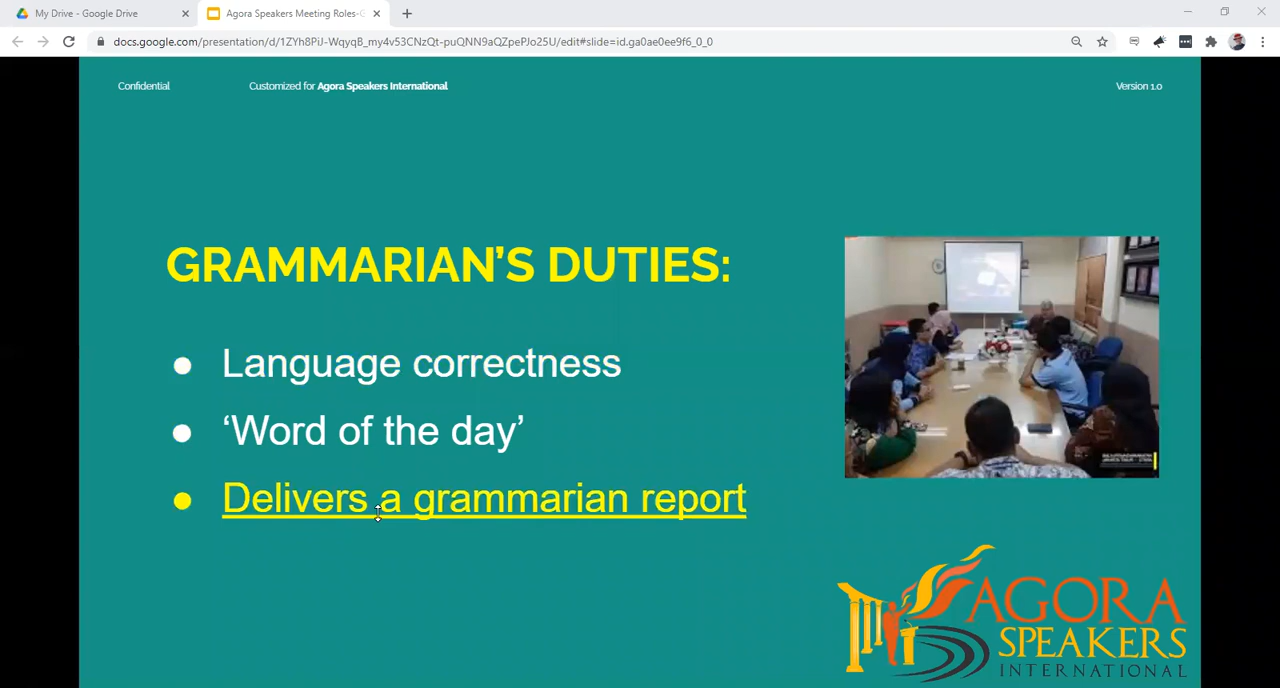 My Drive - Google Drive
Agora Speakers Meeting Roles-G
docs.google.com/presentation/d/1ZYh8PiJ-WqyqB_my4v53CNzQt-puQNN9aQZpePJo25U/edit#slide=id.ga0ae0ee9f6_0_0
Confidential
Customized for Agora Speakers International
Version 1.0
GRAMMARIAN’S DUTIES:
● Language correctness
● ‘Word of the day’
● Delivers a grammarian report
AGORA
SPEAKERS
INTERNATIONAL